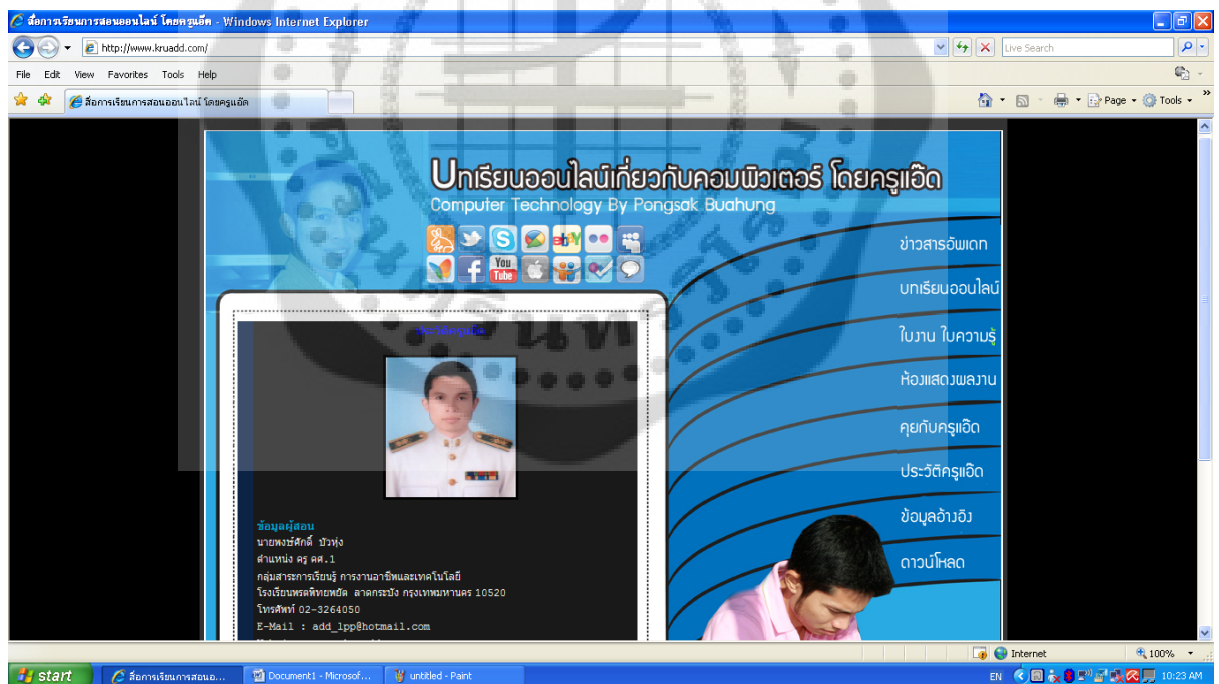 สื่อการเรียนการสอนออนไลน์ โดยครูแอ๊ด - Windows Internet Explorer
http://www.kruadd.com/
Live Search
File Edit View Favorites Tools Help
สื่อการเรียนการสอนออนไลน์ โดยครูแอ๊ด
Page Tools
บทเรียนออนไลน์เกี่ยวกับคอมพิวเตอร์ โดยครูแอ๊ด
Computer Technology By Pongsak Buahung
ebY
You Tube
ข่าวสารอัพเดท
บทเรียนออนไลน์
ใบงาน ใบความรู้
ห้องแสดงผลงาน
คุยกับครูแอ๊ด
ประวัติครูแอ๊ด
ข้อมูลอ้างอิง
ดาวน์โหลด
ประวัติครูแอ๊ด
ข้อมูลผู้สอน
นายพงษ์ศักดิ์ บัวหุ่ง
ตำแหน่ง ครู คศ.1
กลุ่มสาระการเรียนรู้ การงานอาชีพและเทคโนโลยี
โรงเรียนพรตพิทยพยัต ลาดกระบัง กรุงเทพมหานคร 10520
โทรศัพท์ 02-3264050
E-Mail : add_lpp@hotmail.com
Internet 100%
start สื่อการเรียนการสอนอ... Document1 - Microsof... untitled - Paint EN 10:23 AM